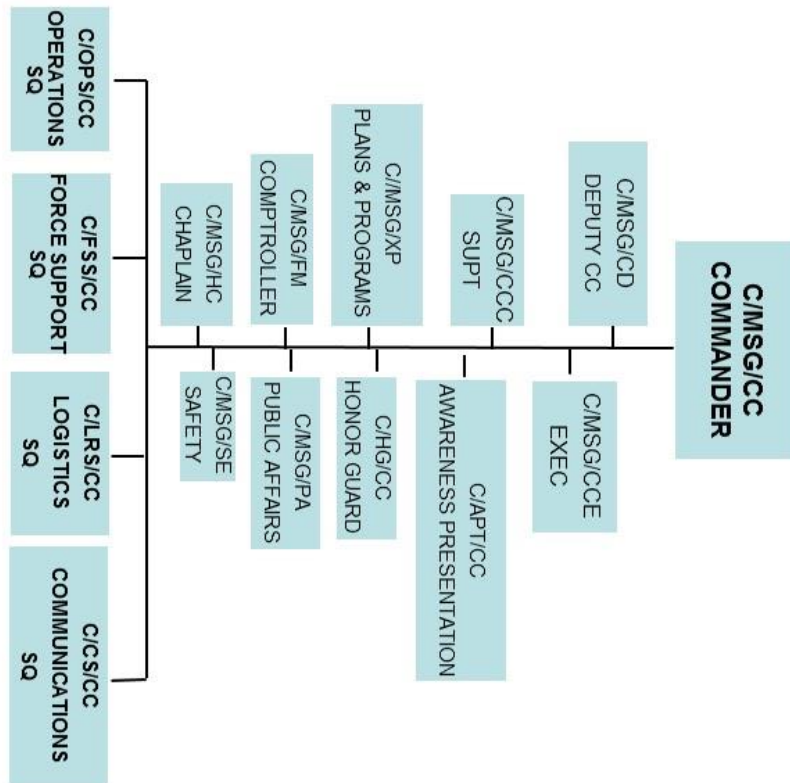 C/MSG/CC
COMMANDER
C/MSG/CD
DEPUTY CC
C/MSG/CCE
EXEC
C/MSG/CCC
SUPT
C/APT/CC
AWARENESS PRESENTATION
C//MSG/XP
PLANS & PROGRAMS
C/HG/CC
HONOR GUARD
C/MSG/FM
COMPTROLLER
C/MSG/PA
PUBLIC AFFAIRS
C/MSG/HC
CHAPLAIN
C/MSG/SE
SAFETY
C/OPS/CC
OPERATIONS
SQ
C/FSS/CC
FORCE SUPPORT
SQ
C/LRS/CC
LOGISTICS
SQ
C/CS/CC
COMMUNICATIONS
SQ